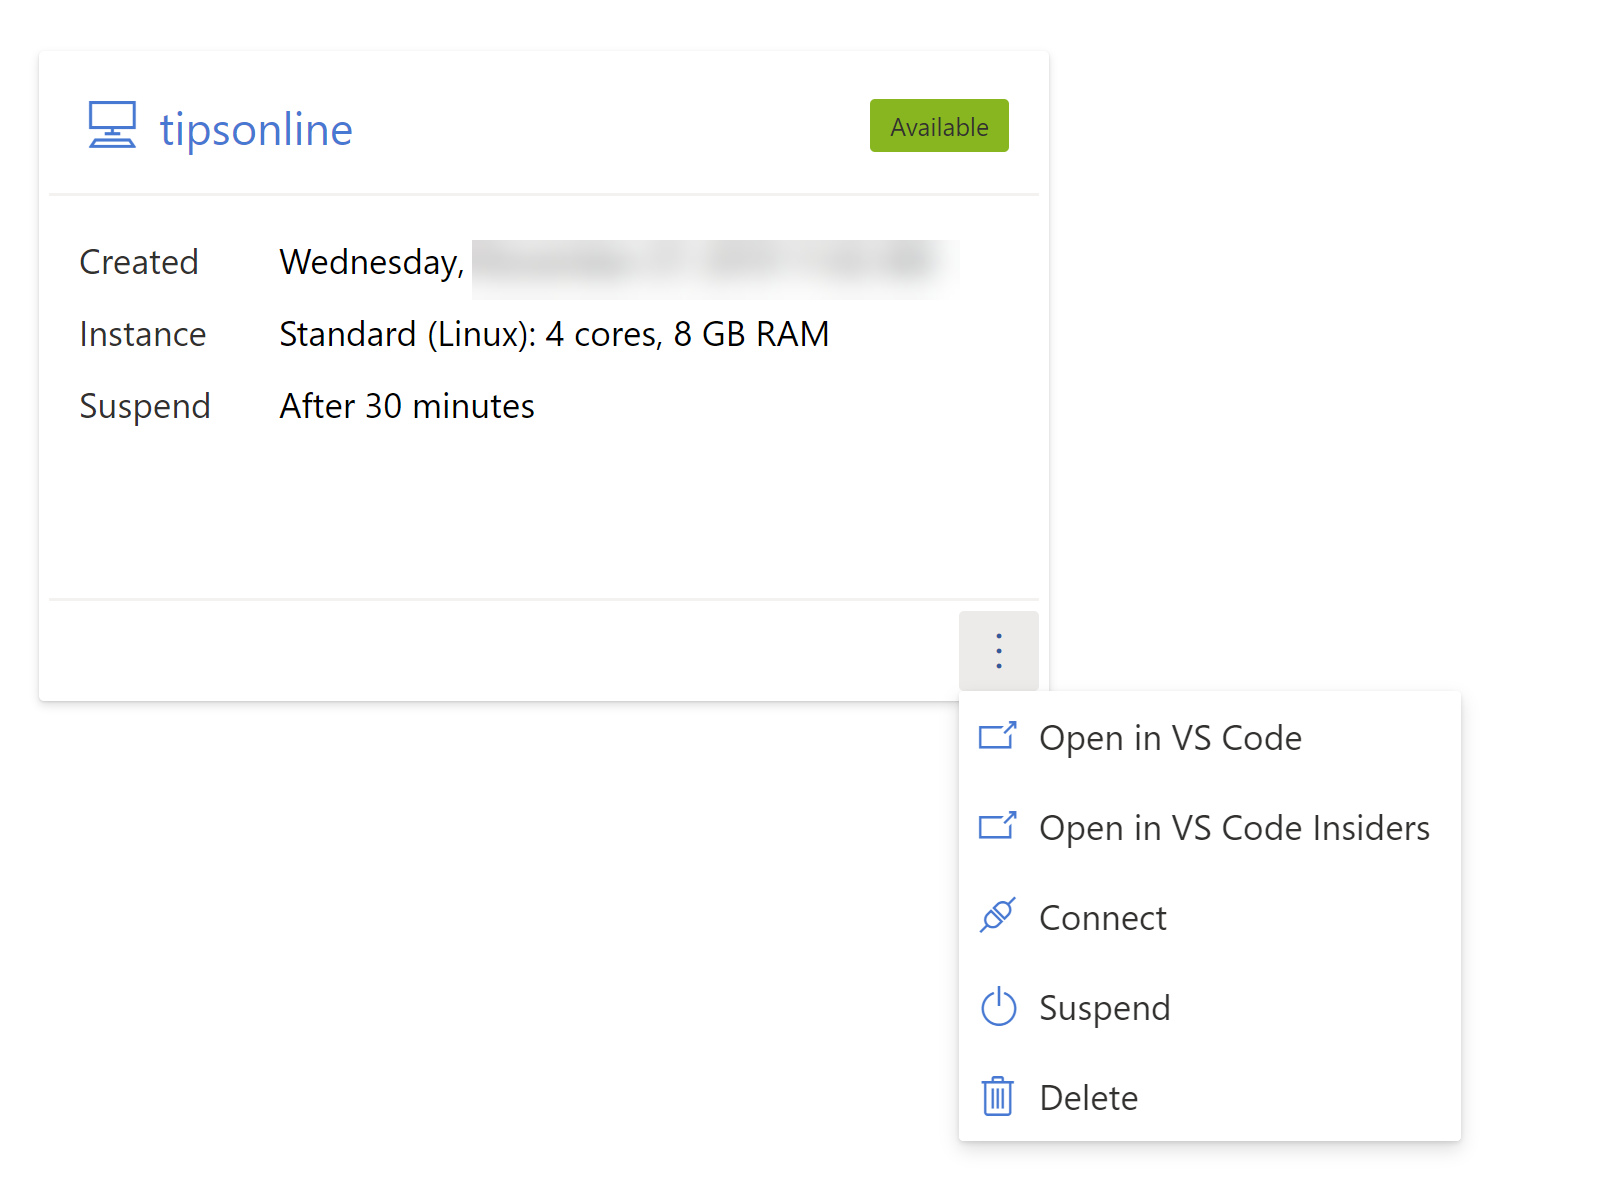 tipsonline
Available
Created Wednesday,
Instance Standard (Linux): 4 cores, 8 GB RAM
Suspend After 30 minutes
Open in VS Code
Open in VS Code Insiders
Connect
Suspend
Delete